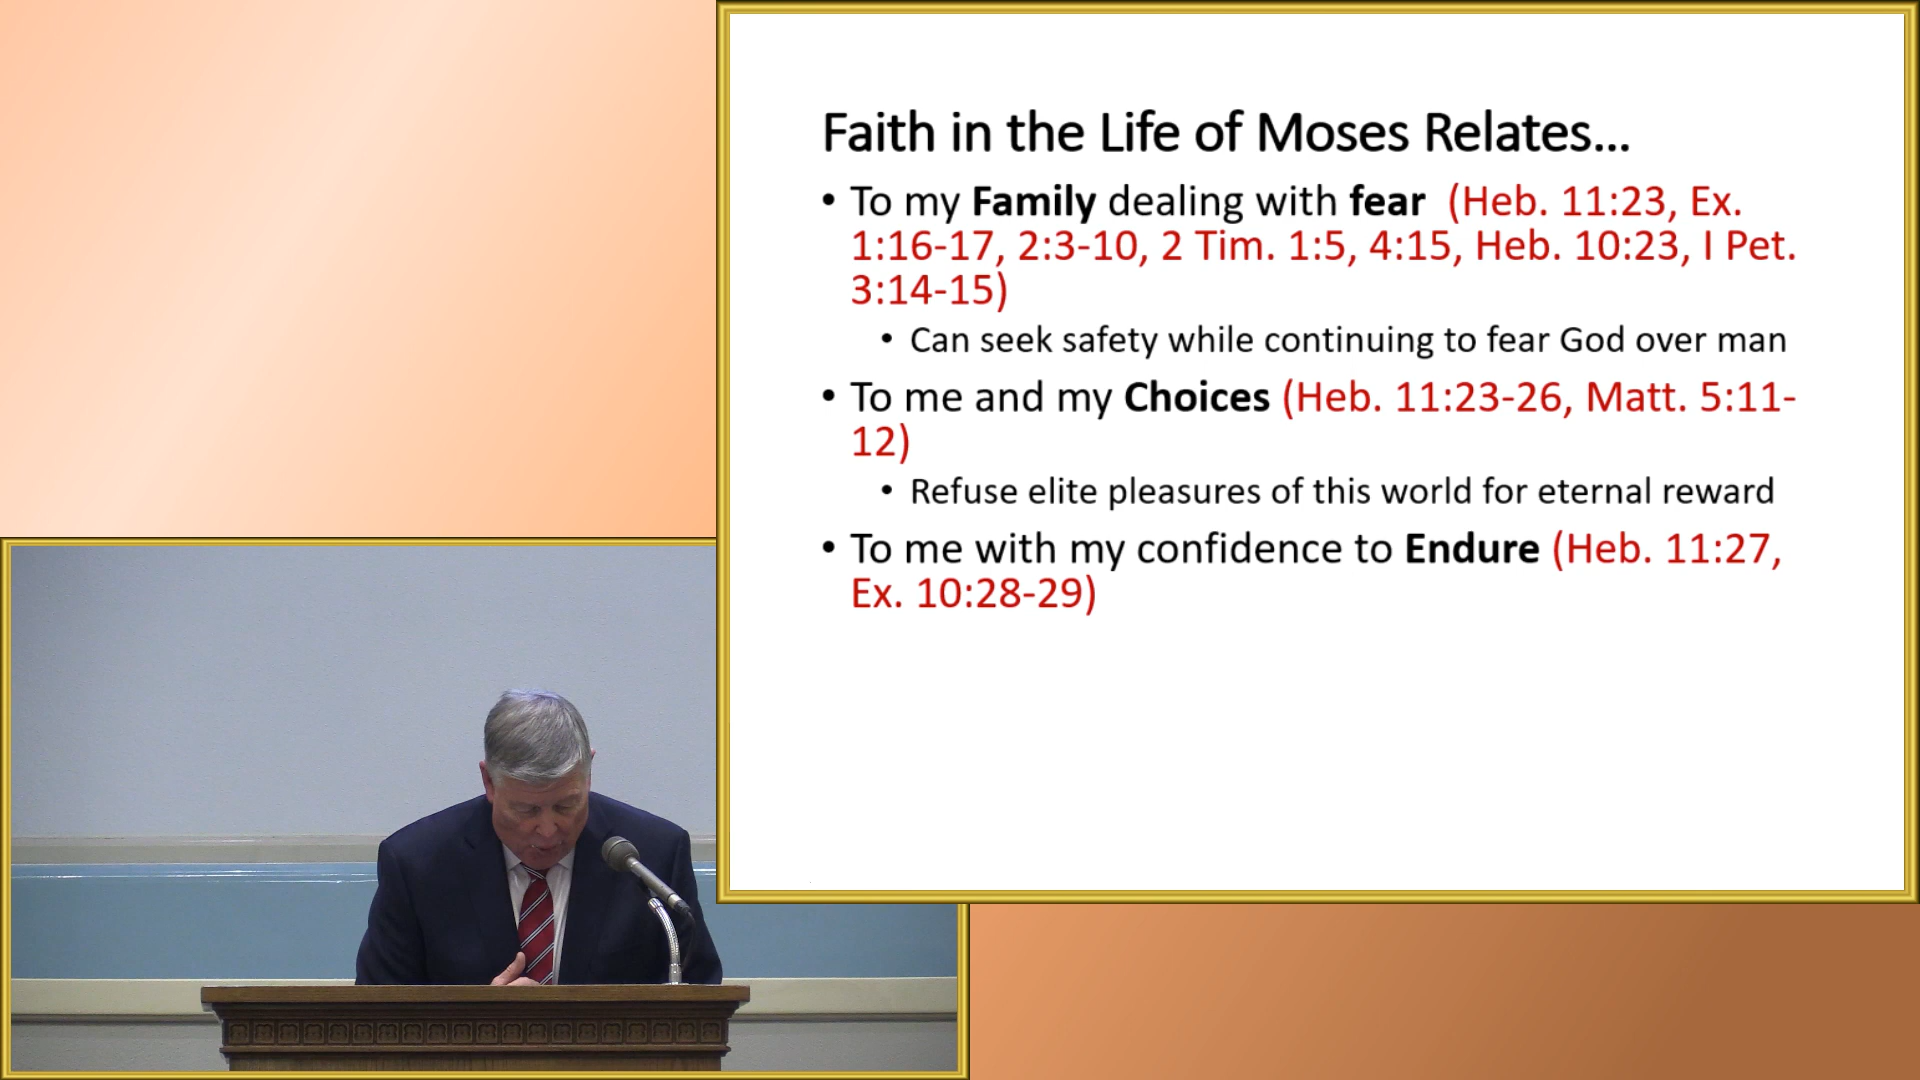 Faith in the Life of Moses Relates...
• To my Family dealing with fear (Heb. 11:23, Ex.
1:16-17, 2:3-10, 2 Tim. 1:5, 4:15, Heb. 10:23, I Pet.
3:14-15)
• Can seek safety while continuing to fear God over man
• To me and my Choices (Heb. 11:23-26, Matt. 5:11-
12)
• Refuse elite pleasures of this world for eternal reward
• To me with my confidence to Endure (Heb. 11:27,
Ex. 10:28-29)